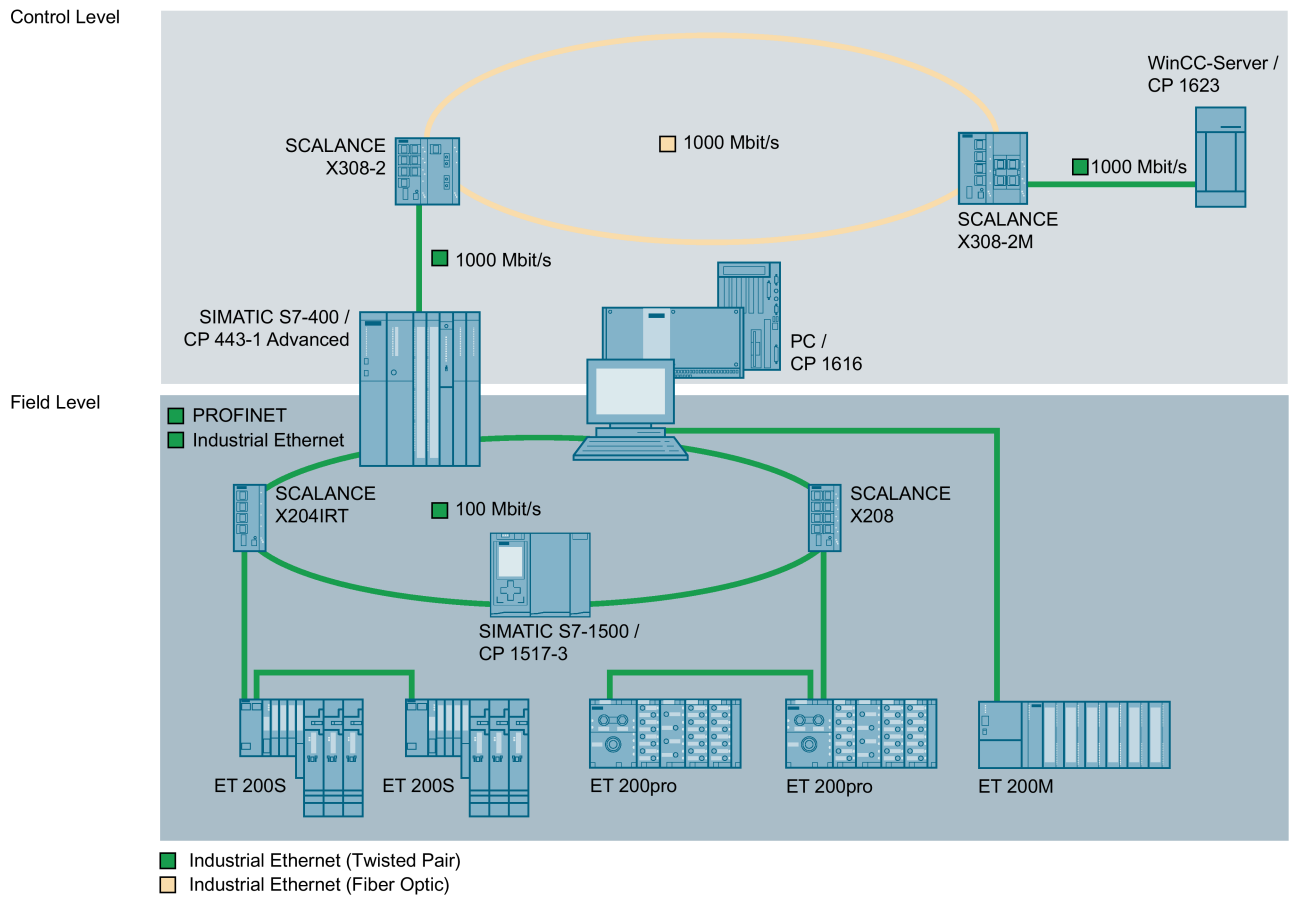 Control Level
WinCC-Server /
CP 1623
SCALANCE
X308-2
1000 Mbit/s
1000 Mbit/s
SCALANCE
X308-2M
1000 Mbit/s
SIMATIC S7-400 /
CP 443-1 Advanced
PC /
CP 1616
Field Level
PROFINET
Industrial Ethernet
SCALANCE
X204IRT
100 Mbit/s
SCALANCE
X208
SIMATIC S7-1500 /
CP 1517-3
ET 200S
ET 200S
ET 200pro
ET 200pro
ET 200M
Industrial Ethernet (Twisted Pair)
Industrial Ethernet (Fiber Optic)